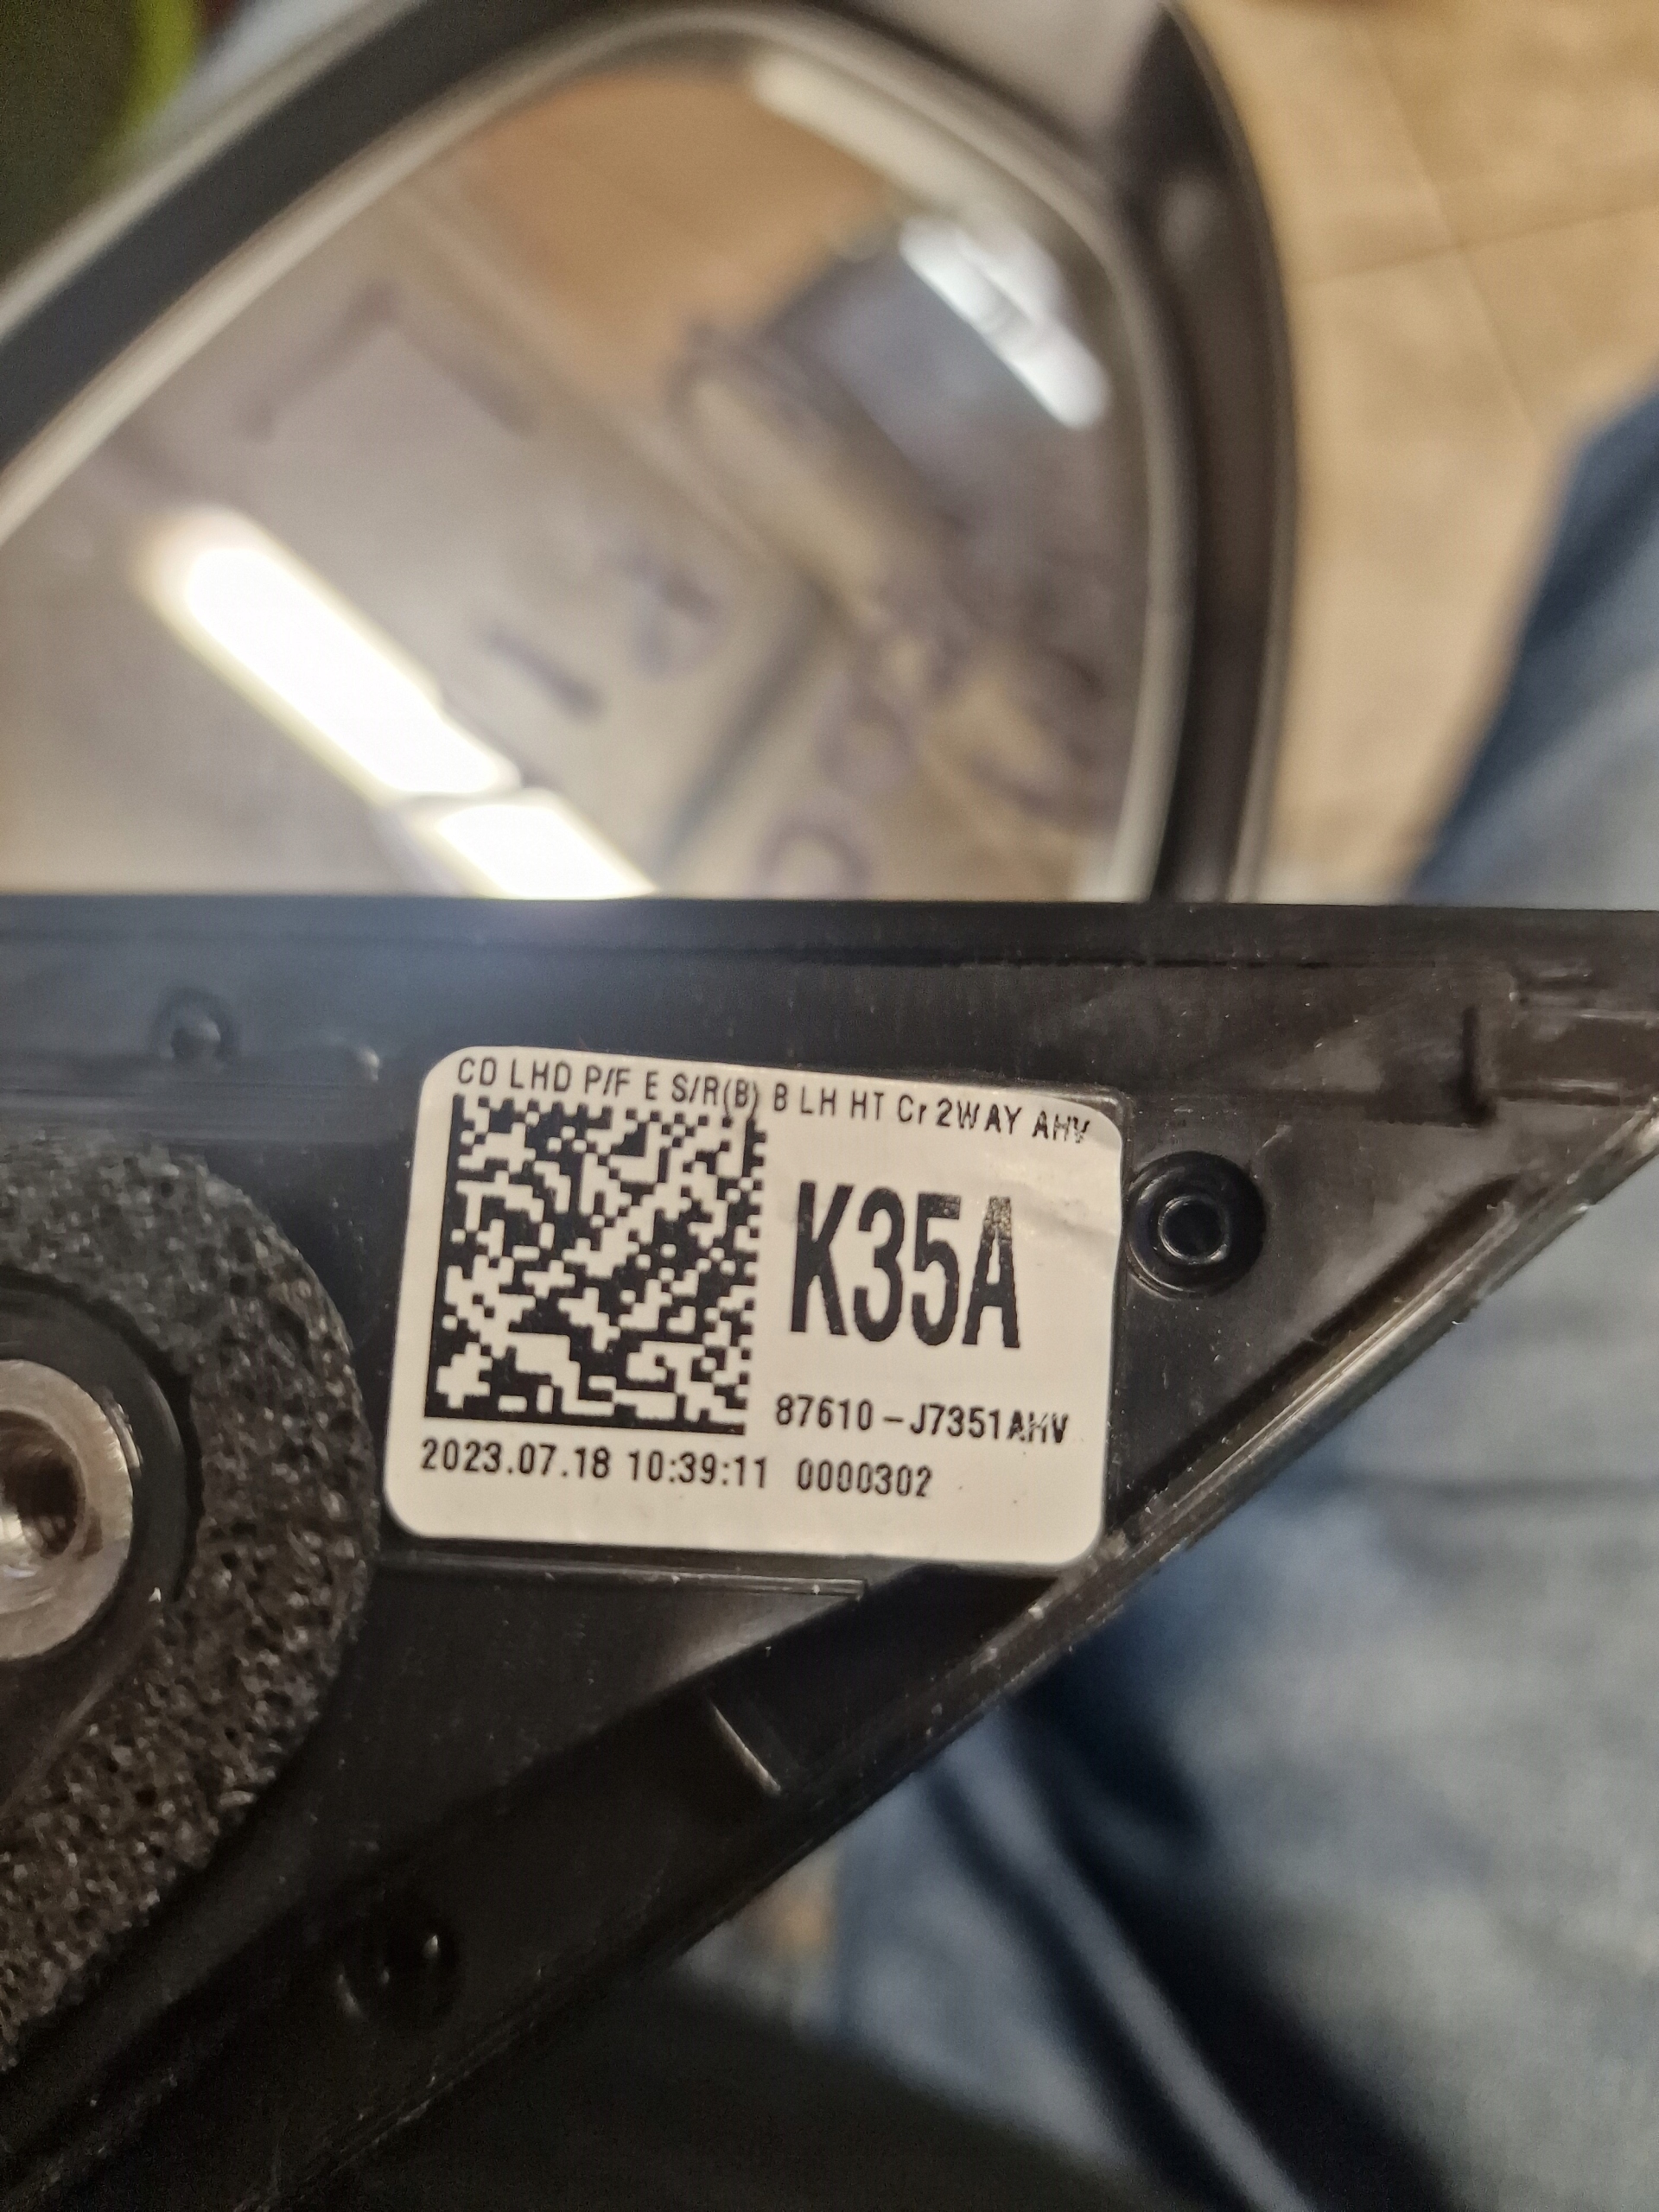 CD LHD P/F E S/R(B) B LH HT Cr 2WAY AHV
K35A
87610-J7351AHV
2023.07.18 10:39:11 0000302